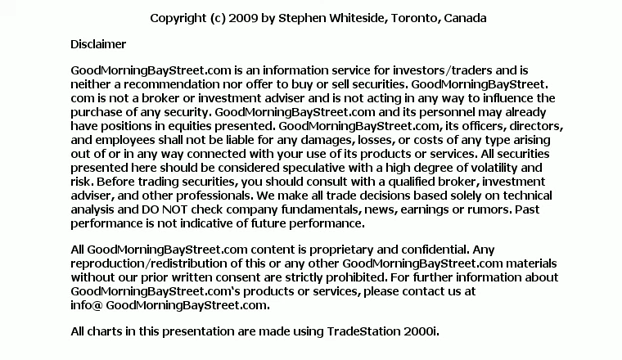 Copyright (c) 2009 by Stephen Whiteside, Toronto, Canada
Disclaimer
GoodMorningBayStreet.com is an information service for investors/traders and is
neither a recommendation nor offer to buy or sell securities. GoodMorningBayStreet.
com is not a broker or investment adviser and is not acting in any way to influence the
purchase of any security. GoodMorningBayStreet.com and its personnel may already
have positions in equities presented. GoodMorningBayStreet.com, its officers, directors,
and employees shall not be liable for any damages, losses, or costs of any type arising
out of or in any way connected with your use of its products or services. All securities
presented here should be considered speculative with a high degree of volatility and
risk. Before trading securities, you should consult with a qualified broker, investment
adviser, and other professionals. We make all trade decisions based solely on technical
analysis and DO NOT check company fundamentals, news, earnings or rumors. Past
performance is not indicative of future performance.
All GoodMorningBayStreet.com content is proprietary and confidential. Any
reproduction/redistribution of this or any other GoodMorningBayStreet.com materials
without our prior written consent are strictly prohibited. For further information about
GoodMorningBayStreet.com's products or services, please contact us at
info@ GoodMorningBayStreet.com.
All charts in this presentation are made using TradeStation 2000i.